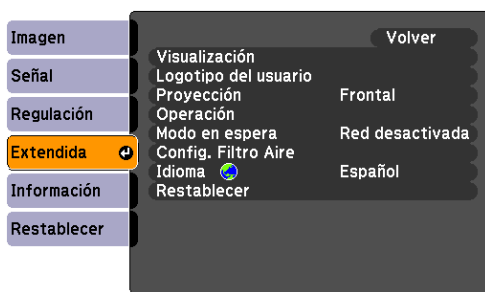 Imagen
Señal
Regulación
Extendida
Información
Restablecer
Volver
Visualización
Logotipo del usuario
Proyección Frontal
Operación
Modo en espera Red desactivada
Config. Filtro Aire
Idioma Español
Restablecer